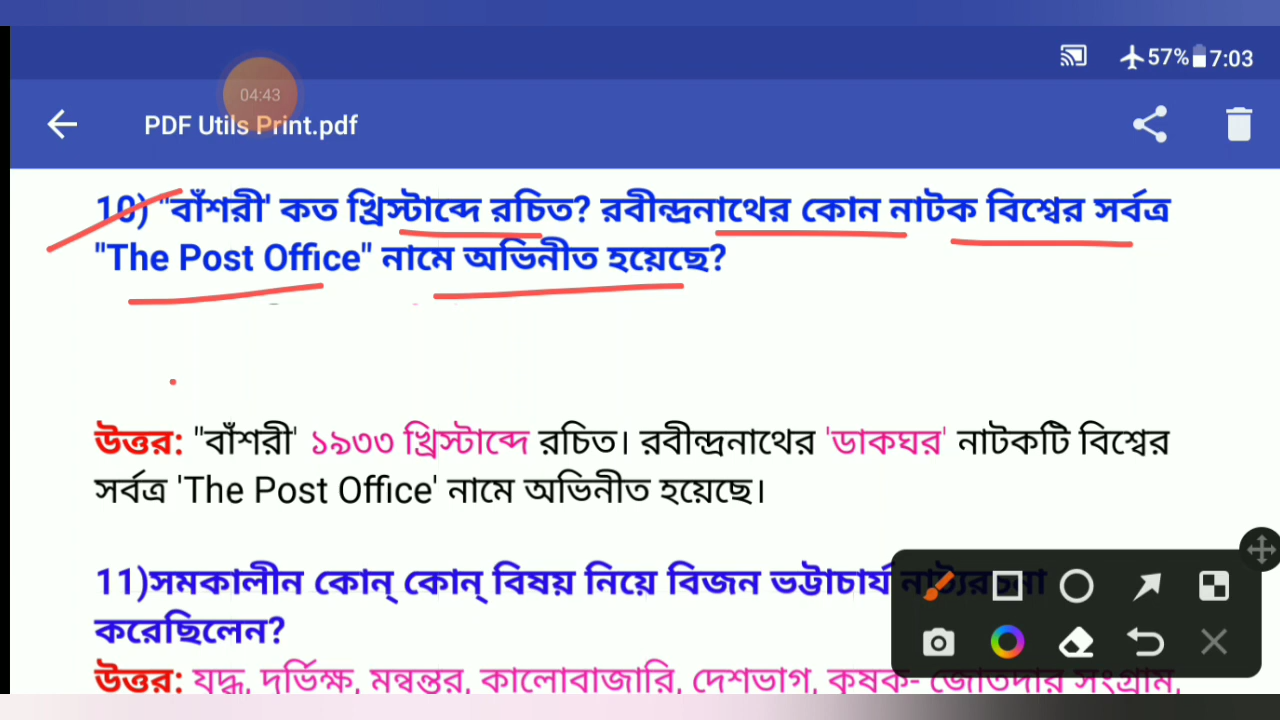 57% 7:03
04:43
PDF Utils Print.pdf
10) "বাঁশরী' কত খ্রিস্টাব্দে রচিত? রবীন্দ্রনাথের কোন নাটক বিশ্বের সর্বত্র
"The Post Office" নামে অভিনীত হয়েছে?
উত্তর: "বাঁশরী' ১৯৩৩ খ্রিস্টাব্দে রচিত। রবীন্দ্রনাথের 'ডাকঘর' নাটকটি বিশ্বের
সর্বত্র 'The Post Office' নামে অভিনীত হয়েছে।
11)সমকালীন কোন্ কোন্ বিষয় নিয়ে বিজন ভট্টাচার্য নাট্যরচনা
করেছিলেন?
উত্তর: যুদ্ধ, দুর্ভিক্ষ, মন্বন্তর, কালোবাজারি, দেশভাগ, কৃষক- জোতদার সংগ্রাম,